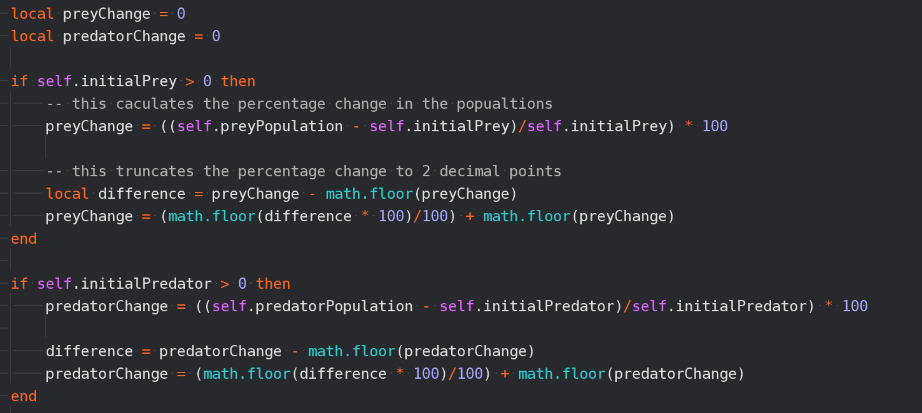 local preyChange = 0
local predatorChange = 0
if self.initialPrey > 0 then
-- this caculates the percentage change in the popualtions
preyChange = ((self.preyPopulation - self.initialPrey)/self.initialPrey) * 100
-- this truncates the percentage change to 2 decimal points
local difference = preyChange - math.floor(preyChange)
preyChange = (math.floor(difference * 100)/100) + math.floor(preyChange)
end
if self.initialPredator > 0 then
predatorChange = ((self.predatorPopulation - self.initialPredator)/self.initialPredator) * 100
difference = predatorChange - math.floor(predatorChange)
predatorChange = (math.floor(difference * 100)/100) + math.floor(predatorChange)
end